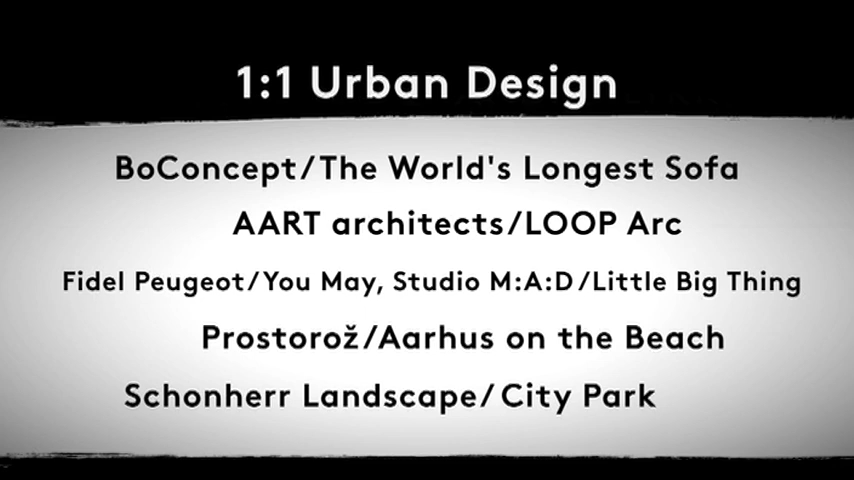 1:1 Urban Design
BoConcept/The World's Longest Sofa
AART architects/LOOP Arc
Fidel Peugeot/You May, Studio M:A:D/Little Big Thing
Prostorož/Aarhus on the Beach
Schonherr Landscape/ City Park